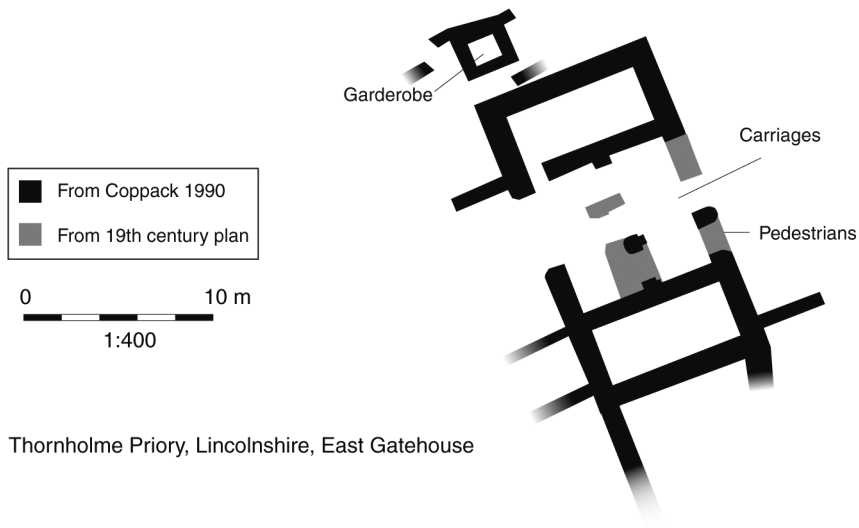 Garderobe
Carriages
From Coppack 1990
From 19th century plan
Pedestrians
0 10 m
1:400
Thornholme Priory, Lincolnshire, East Gatehouse